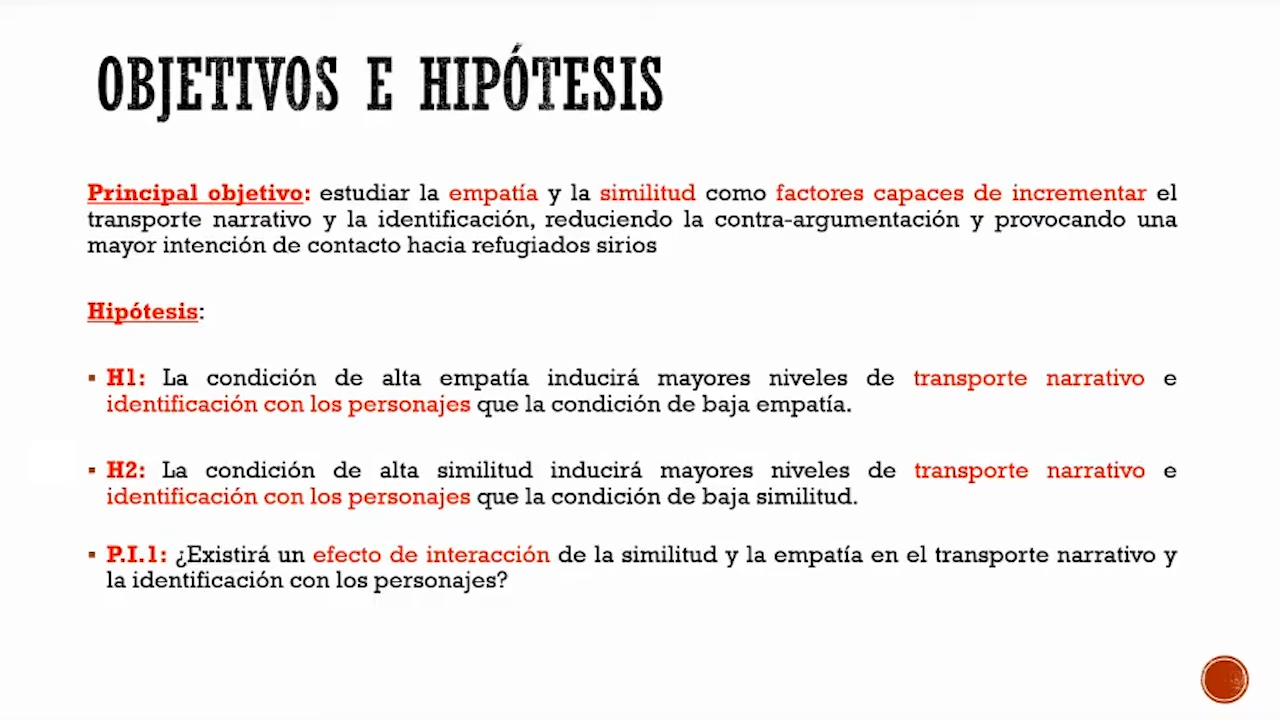 OBJETIVOS E HIPÓTESIS
Principal objetivo: estudiar la empatía y la similitud como factores capaces de incrementar el
transporte narrativo y la identificación, reduciendo la contra-argumentación y provocando una
mayor intención de contacto hacia refugiados sirios
Hipótesis:
▪ H1: La condición de alta empatía inducirá mayores niveles de transporte narrativo e
identificación con los personajes que la condición de baja empatía.
▪ H2: La condición de alta similitud inducirá mayores niveles de transporte narrativo e
identificación con los personajes que la condición de baja similitud.
▪ P.I.1: ¿Existirá un efecto de interacción de la similitud y la empatía en el transporte narrativo y
la identificación con los personajes?